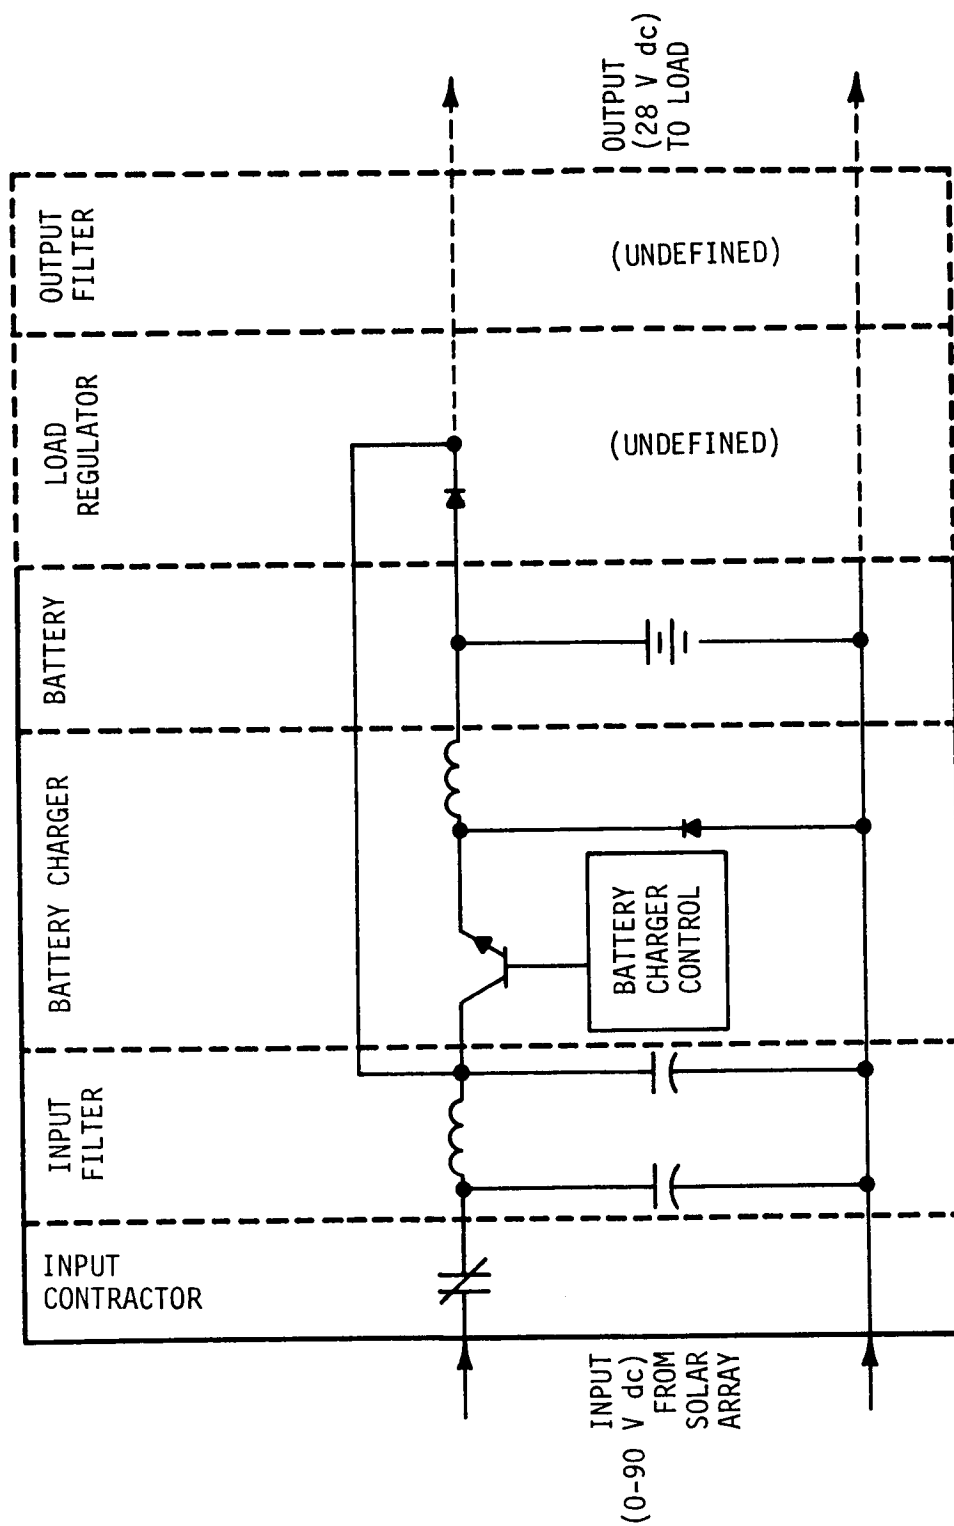 INPUT
CONTRACTOR
INPUT
FILTER
BATTERY CHARGER
BATTERY
LOAD
REGULATOR
OUTPUT
FILTER
INPUT
(0-90 V dc)
FROM
SOLAR
ARRAY
BATTERY
CHARGER
CONTROL
(UNDEFINED)
(UNDEFINED)
OUTPUT
(28 V dc)
TO LOAD